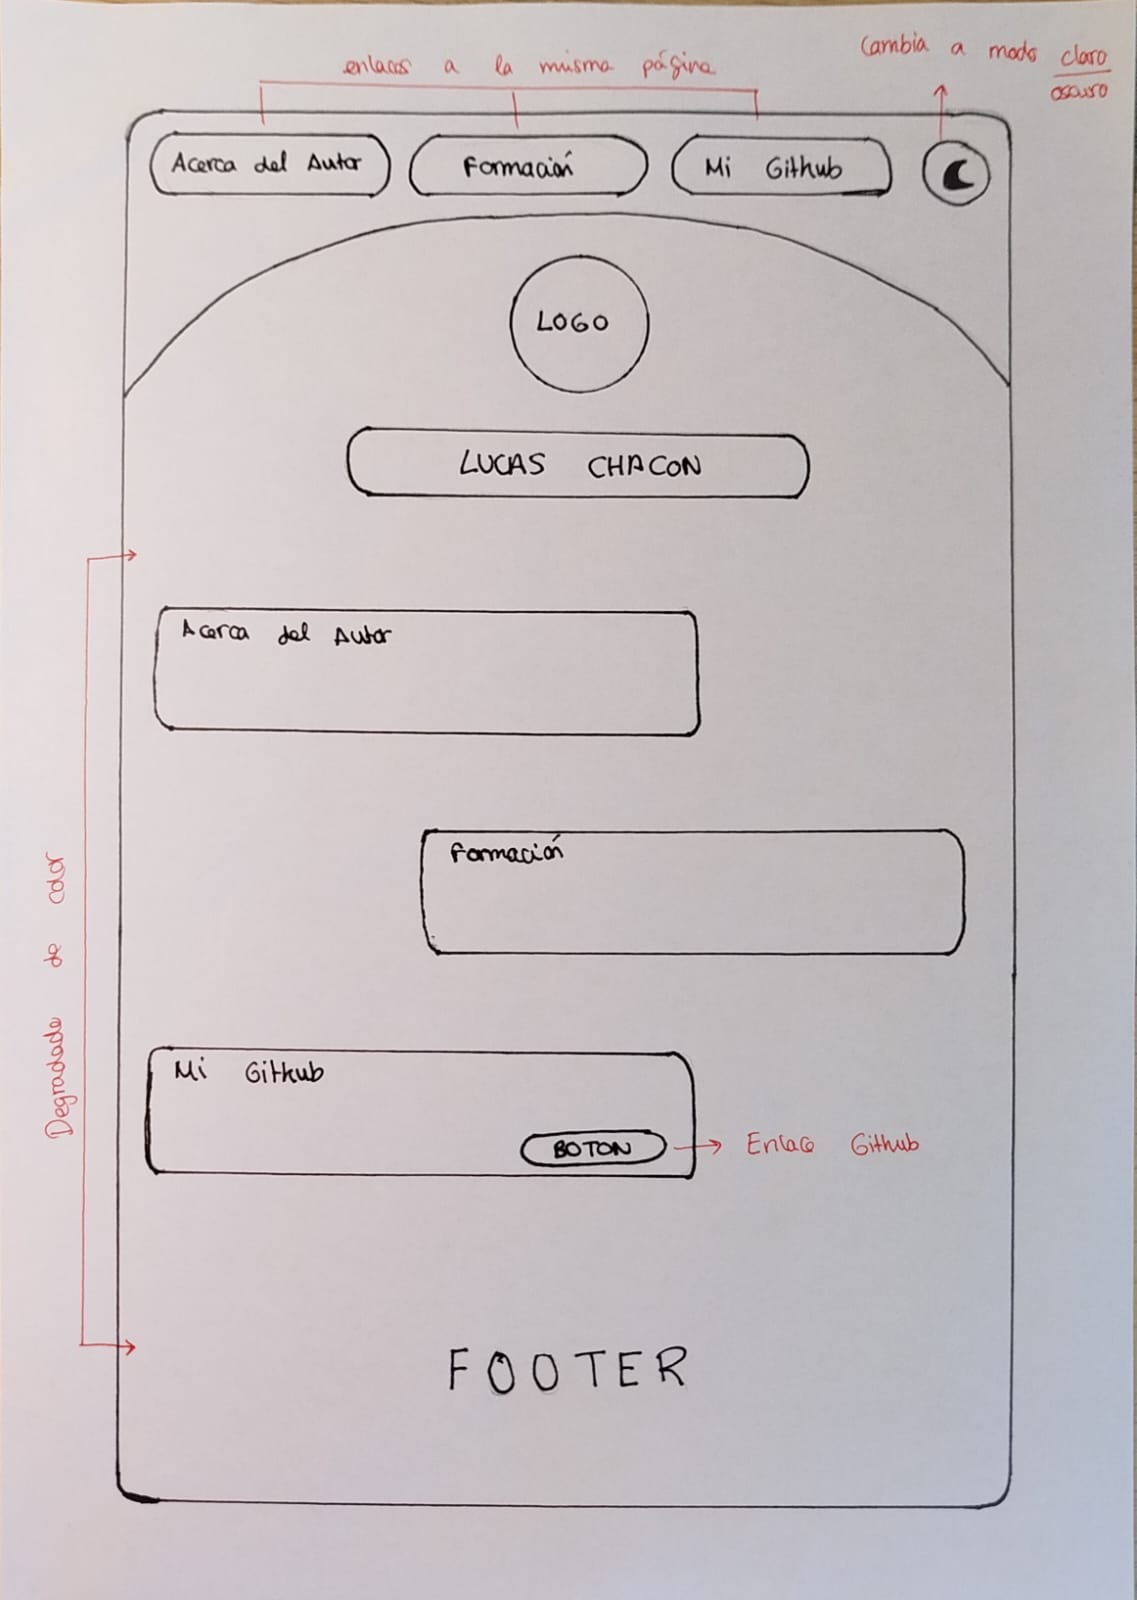 enlaces a la misma página
Cambia a modo claro
oscuro
Acerca del Autor
Formación
Mi Github
LOGO
LUCAS CHACON
Acerca del Autor
Formación
Mi Github
BOTON
Enlace Github
Degradado de color
FOOTER